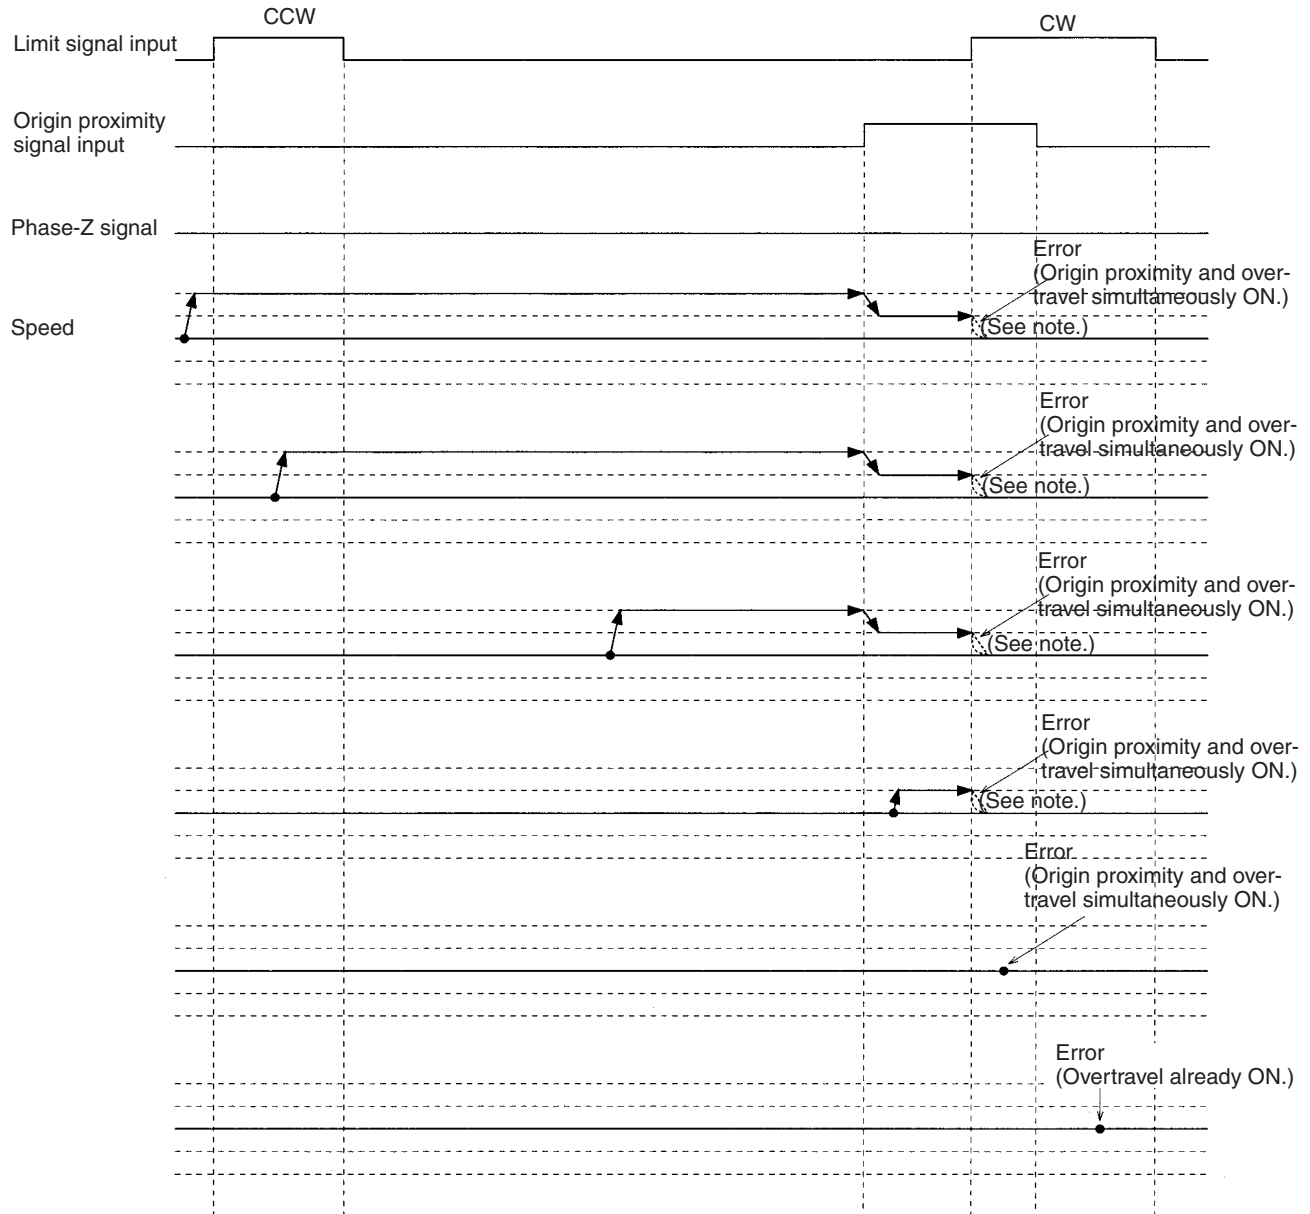 CCW
CW
Limit signal input
Origin proximity
signal input
Phase-Z signal
Error
(Origin proximity and over-
travel simultaneously ON.)
Speed
(See note.)
Error
(Origin proximity and over-
travel simultaneously ON.)
(See note.)
Error
(Origin proximity and over-
travel simultaneously ON.)
(See note.)
Error
(Origin proximity and over-
travel simultaneously ON.)
(See note.)
Error
(Origin proximity and over-
travel simultaneously ON.)
Error
(Overtravel already ON.)